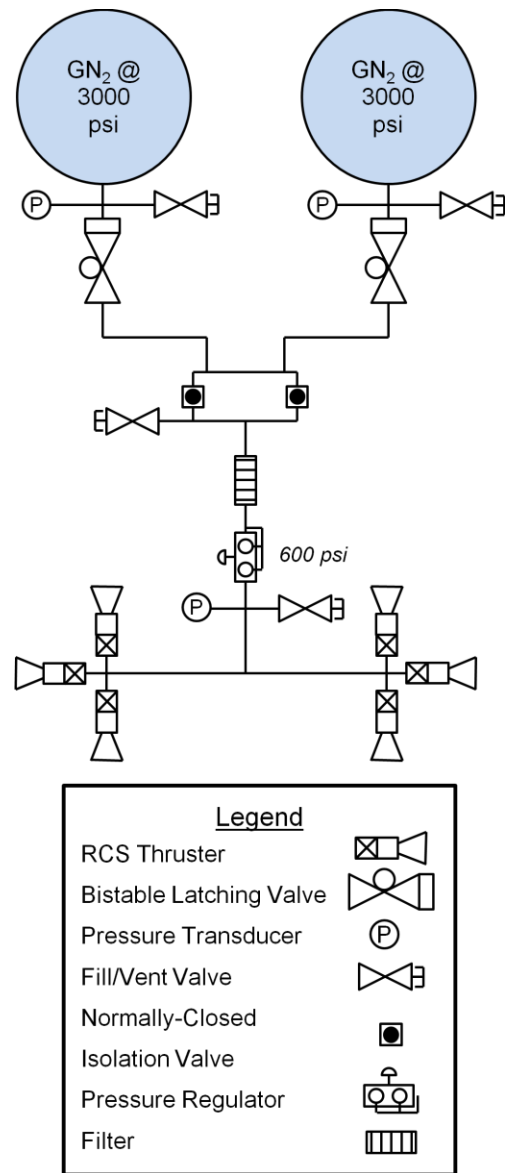 GN₂ @
3000
psi
GN₂ @
3000
psi
P
P
600 psi
P
Legend
RCS Thruster
Bistable Latching Valve
Pressure Transducer
P
Fill/Vent Valve
Normally-Closed
Isolation Valve
Pressure Regulator
Filter